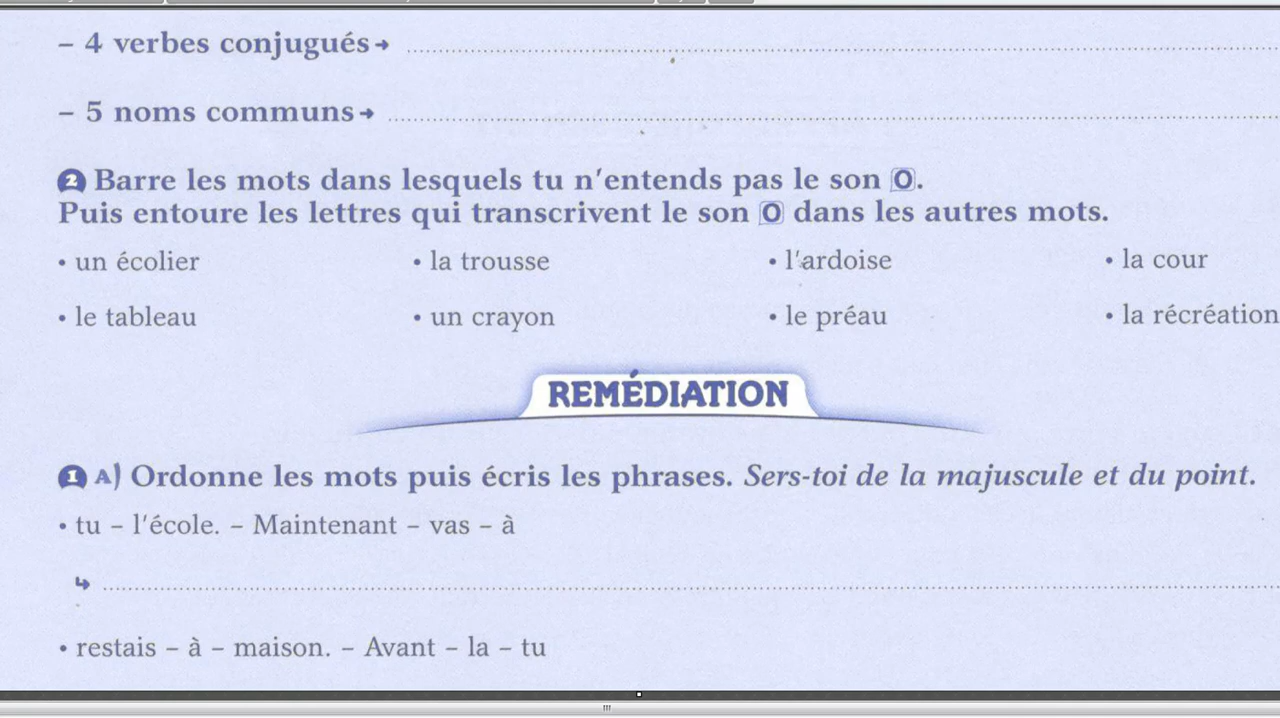 – 4 verbes conjugués→
– 5 noms communs→
2 Barre les mots dans lesquels tu n'entends pas le son O.
Puis entoure les lettres qui transcrivent le son O dans les autres mots.
• un écolier • la trousse • l'ardoise • la cour
• le tableau • un crayon • le préau • la récréation
REMÉDIATION
1 A) Ordonne les mots puis écris les phrases. Sers-toi de la majuscule et du point.
• tu – l'école. – Maintenant – vas – à
↳
• restais – à – maison. – Avant – la – tu